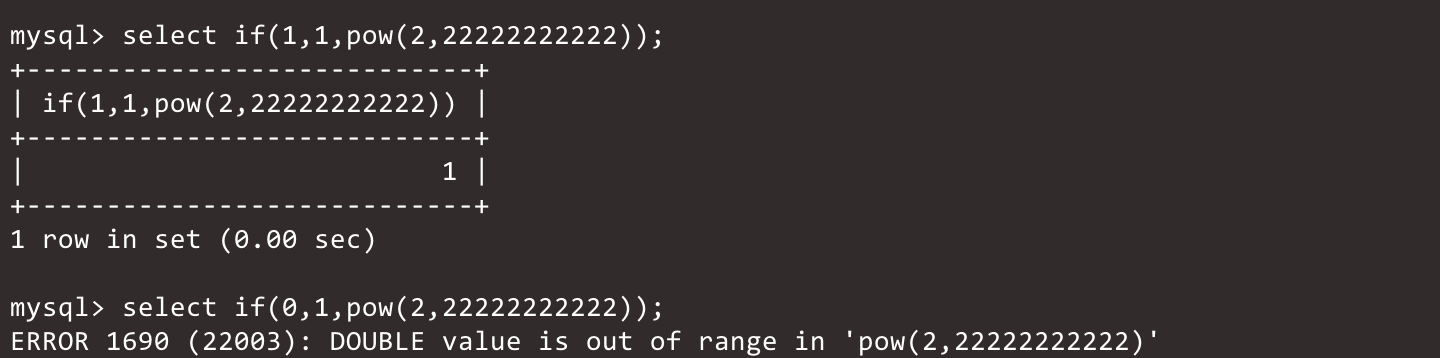 mysql> select if(1,1,pow(2,22222222222));
+----------------------------+
| if(1,1,pow(2,22222222222)) |
+----------------------------+
|                          1 |
+----------------------------+
1 row in set (0.00 sec)
mysql> select if(0,1,pow(2,22222222222));
ERROR 1690 (22003): DOUBLE value is out of range in 'pow(2,22222222222)'